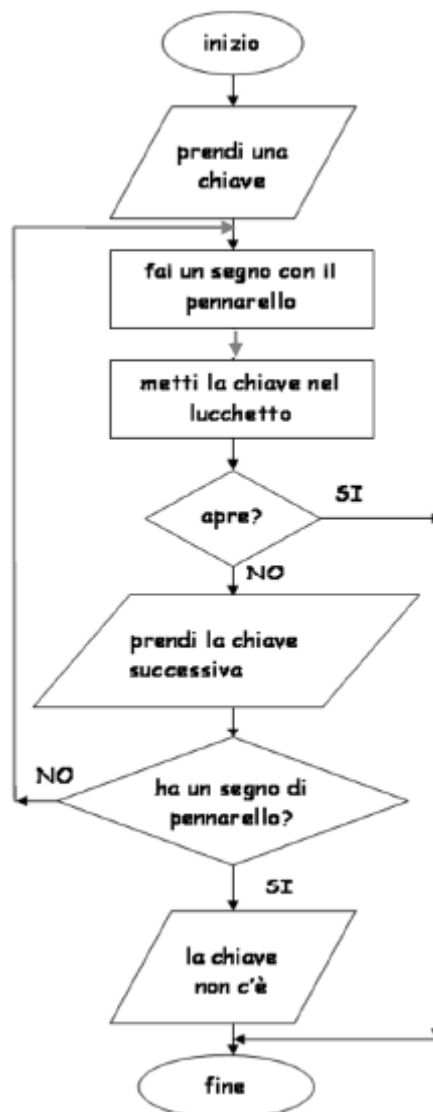 inizio
prendi una
chiave
fai un segno con il
pennarello
metti la chiave nel
lucchetto
apre?
SI
NO
prendi la chiave
successiva
NO
ha un segno di
pennarello?
SI
la chiave
non c'è
fine